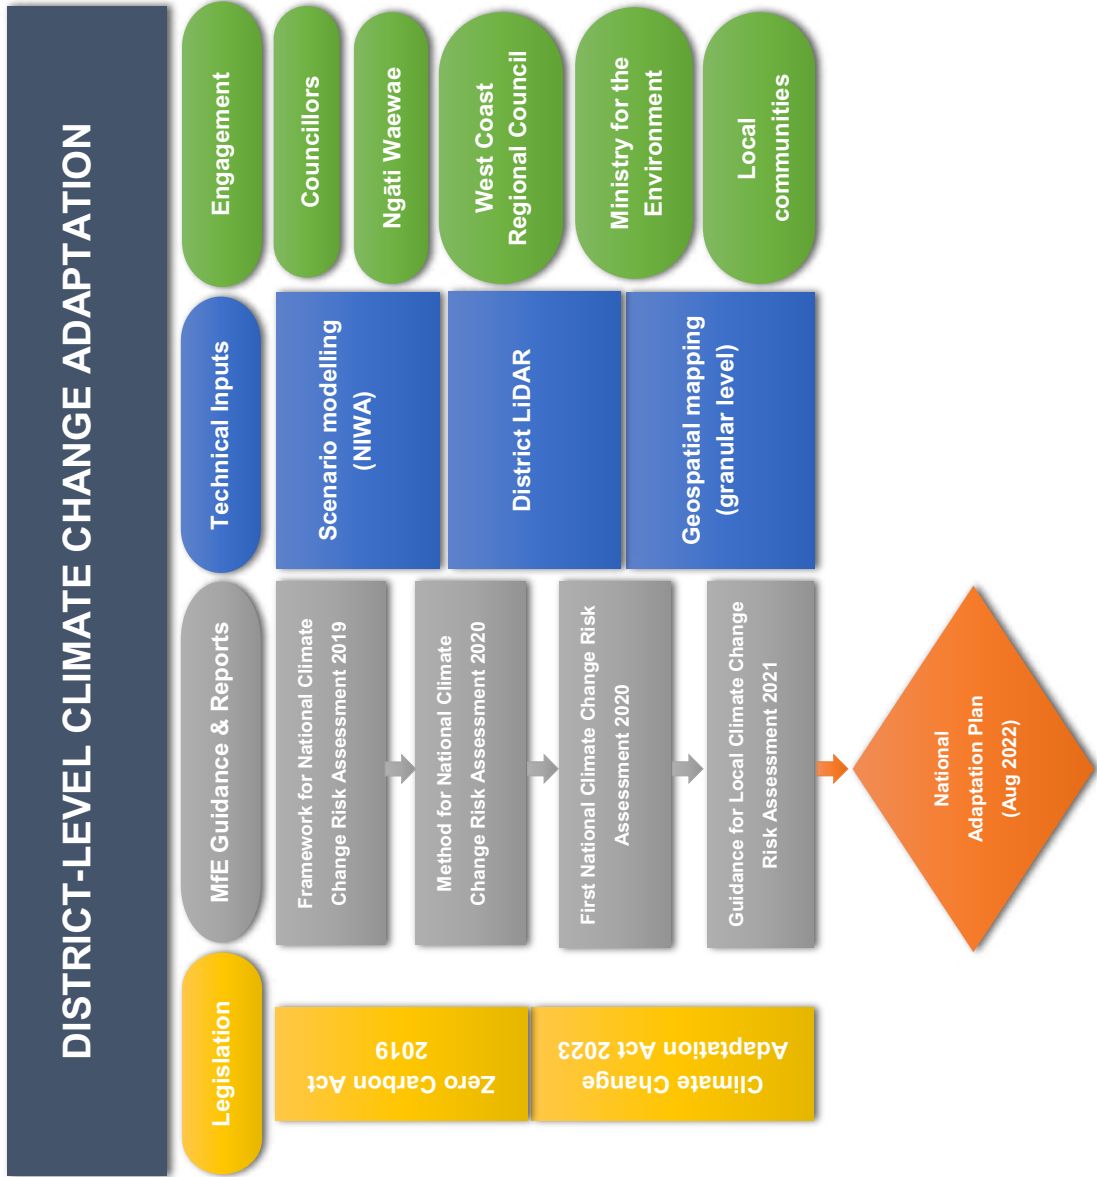 DISTRICT-LEVEL CLIMATE CHANGE ADAPTATION
Legislation
Zero Carbon Act
2019
Climate Change
Adaptation Act 2023
MfE Guidance & Reports
Framework for National Climate
Change Risk Assessment 2019
Method for National Climate
Change Risk Assessment 2020
First National Climate Change Risk
Assessment 2020
Guidance for Local Climate Change
Risk Assessment 2021
National
Adaptation Plan
(Aug 2022)
Technical Inputs
Scenario modelling
(NIWA)
District LiDAR
Geospatial mapping
(granular level)
Engagement
Councillors
Ngāti Waewae
West Coast
Regional Council
Ministry for the
Environment
Local
communities